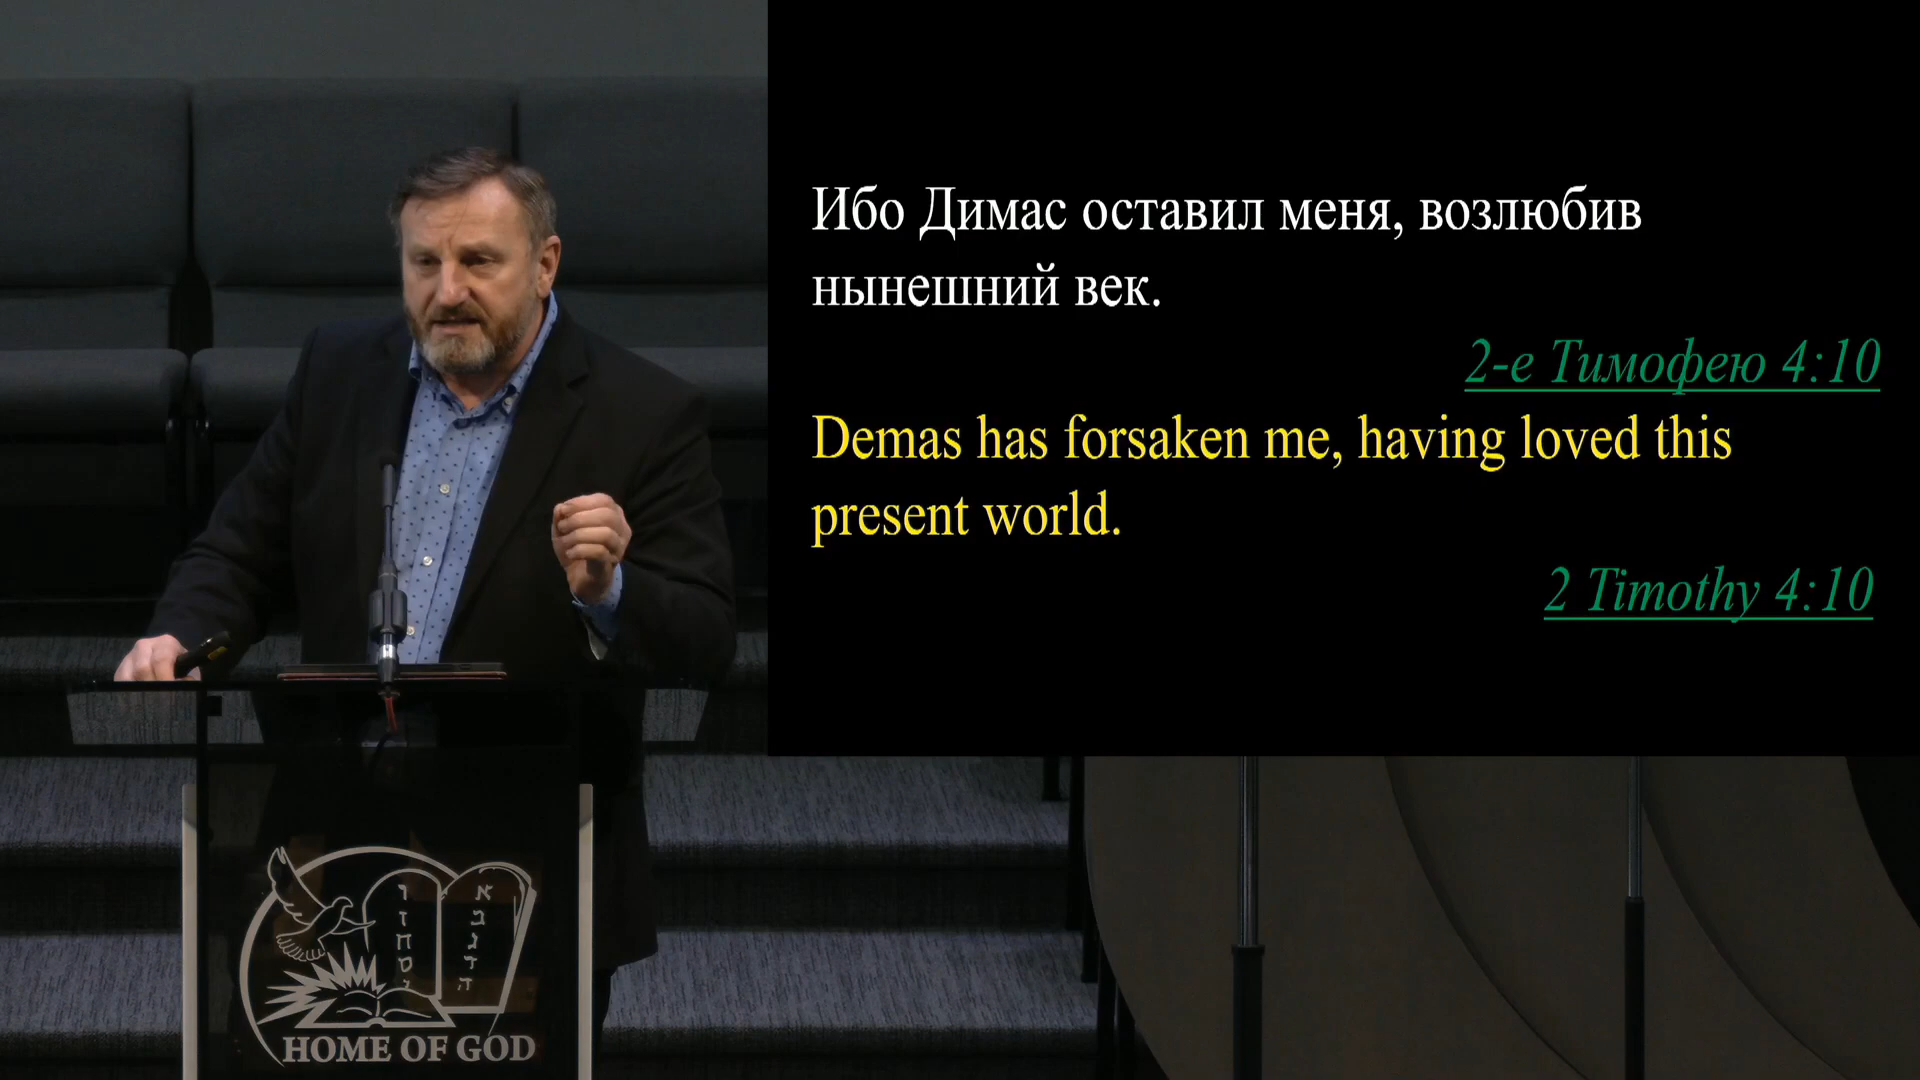 Ибо Димас оставил меня, возлюбив
нынешний век.
2-е Тимофею 4:10
Demas has forsaken me, having loved this
present world.
2 Timothy 4:10
א
ב
ג
ד
ה
ו
ז
ח
HOME OF GOD